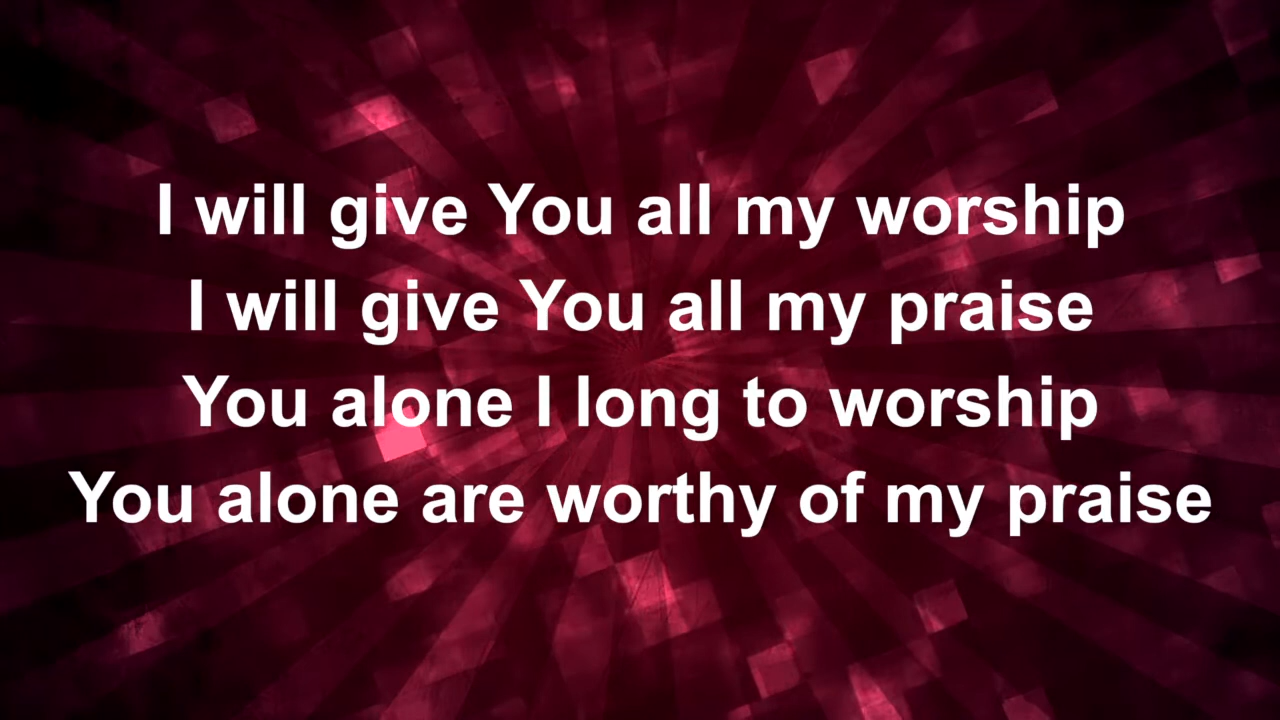 I will give You all my worship
I will give You all my praise
You alone I long to worship
You alone are worthy of my praise